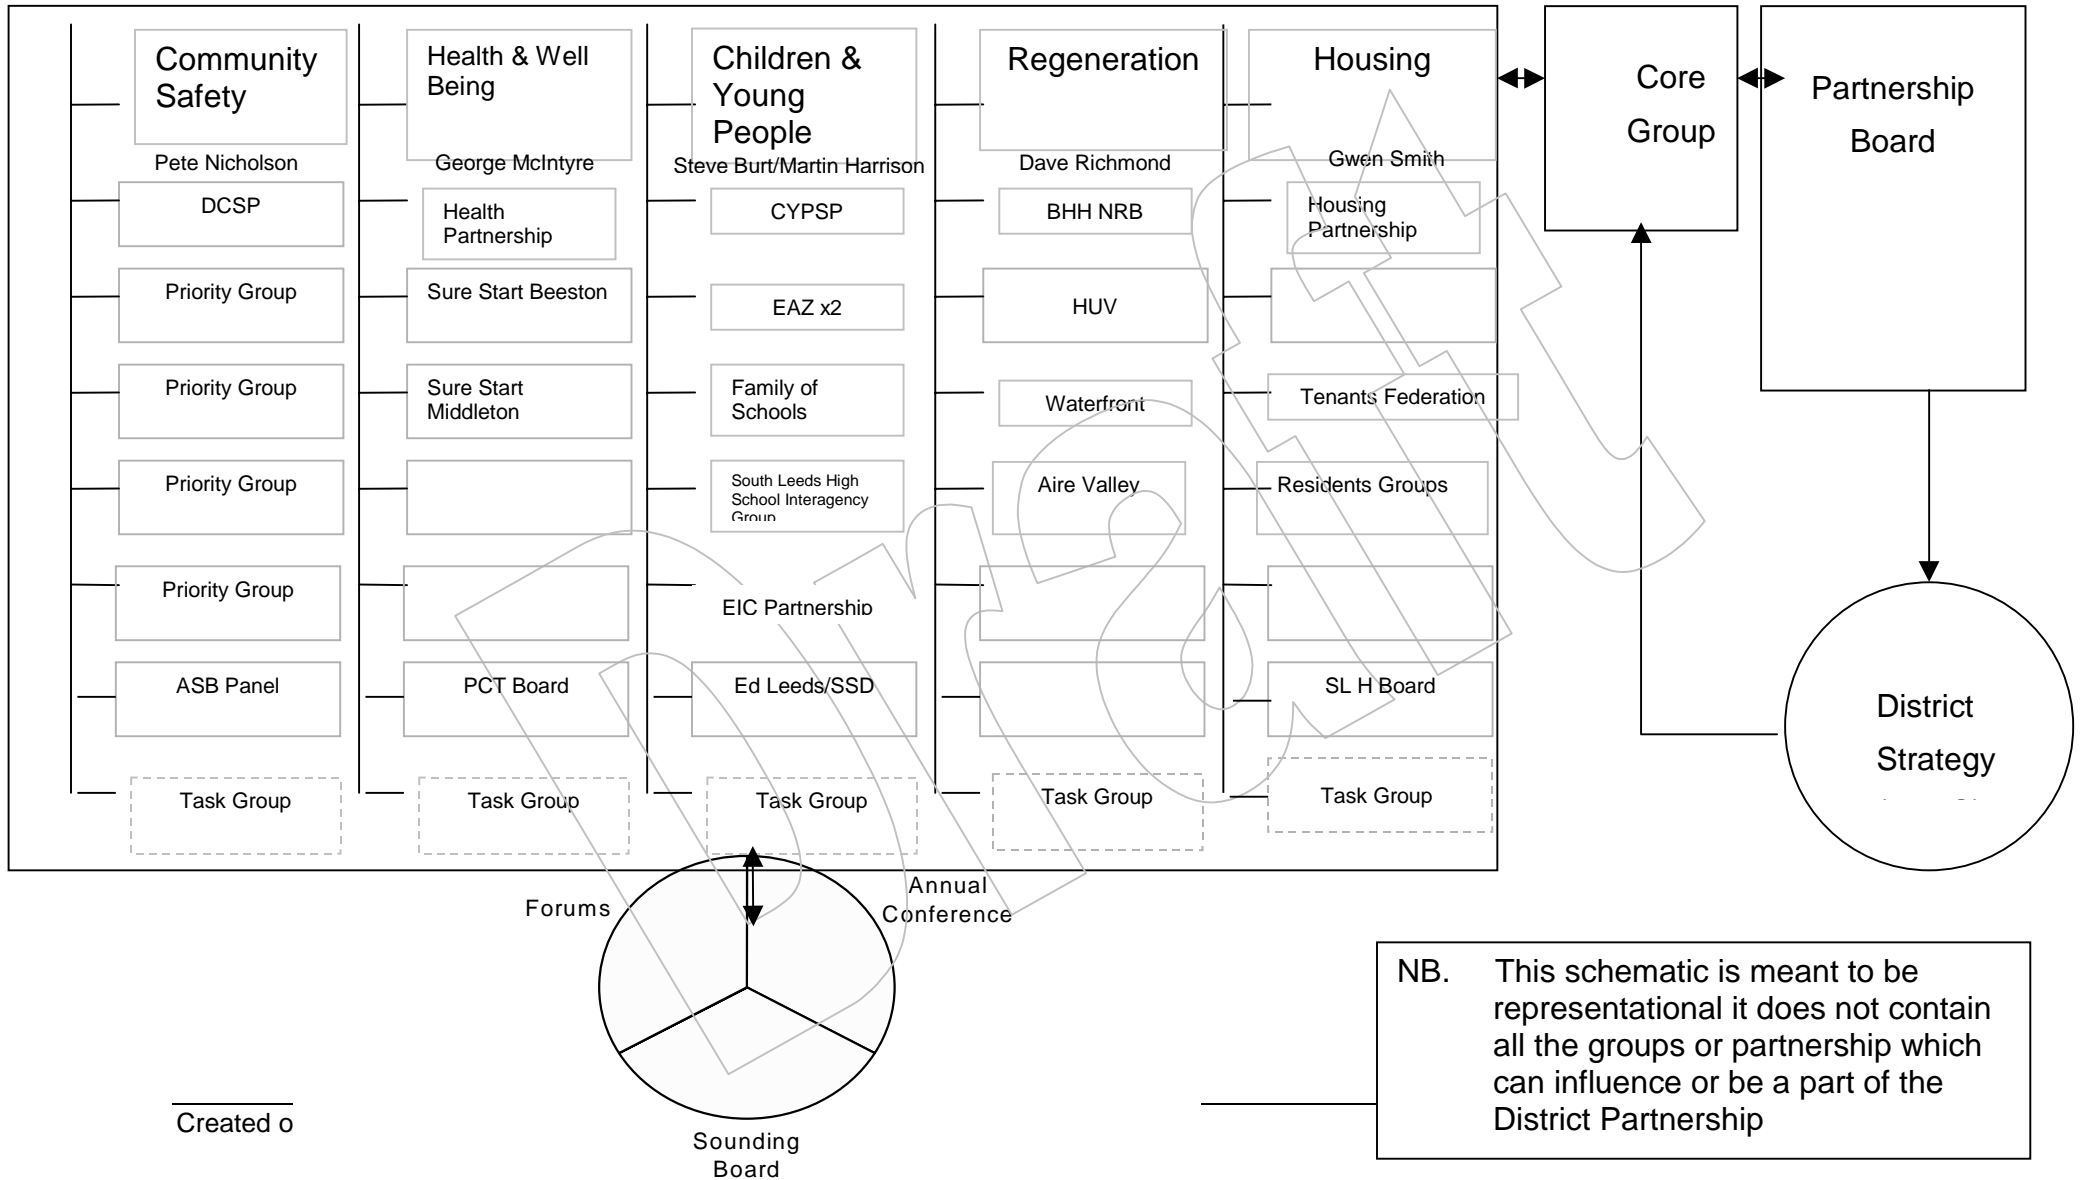 Community
Safety
Pete Nicholson
DCSP
Priority Group
Priority Group
Priority Group
Priority Group
ASB Panel
Task Group
Health & Well
Being
George McIntyre
Health
Partnership
Sure Start Beeston
Sure Start
Middleton
PCT Board
Task Group
Children &
Young
People
Steve Burt/Martin Harrison
CYPSP
EAZ x2
Family of
Schools
South Leeds High
School Interagency
Group
EIC Partnership
Ed Leeds/SSD
Task Group
Regeneration
Dave Richmond
BHH NRB
HUV
Waterfront
Aire Valley
Task Group
Housing
Gwen Smith
Housing
Partnership
Tenants Federation
Residents Groups
SL H Board
Task Group
Core
Group
Partnership
Board
District
Strategy
Forums
Annual
Conference
Sounding
Board
NB. This schematic is meant to be
representational it does not contain
all the groups or partnership which
can influence or be a part of the
District Partnership
Created o
Draft